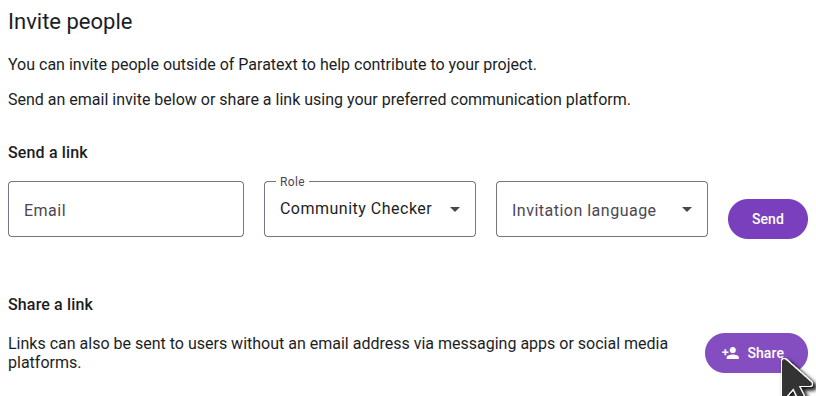 Invite people
You can invite people outside of Paratext to help contribute to your project.
Send an email invite below or share a link using your preferred communication platform.
Send a link
Role
Email
Community Checker
Invitation language
Send
Share a link
Links can also be sent to users without an email address via messaging apps or social media
platforms.
Share